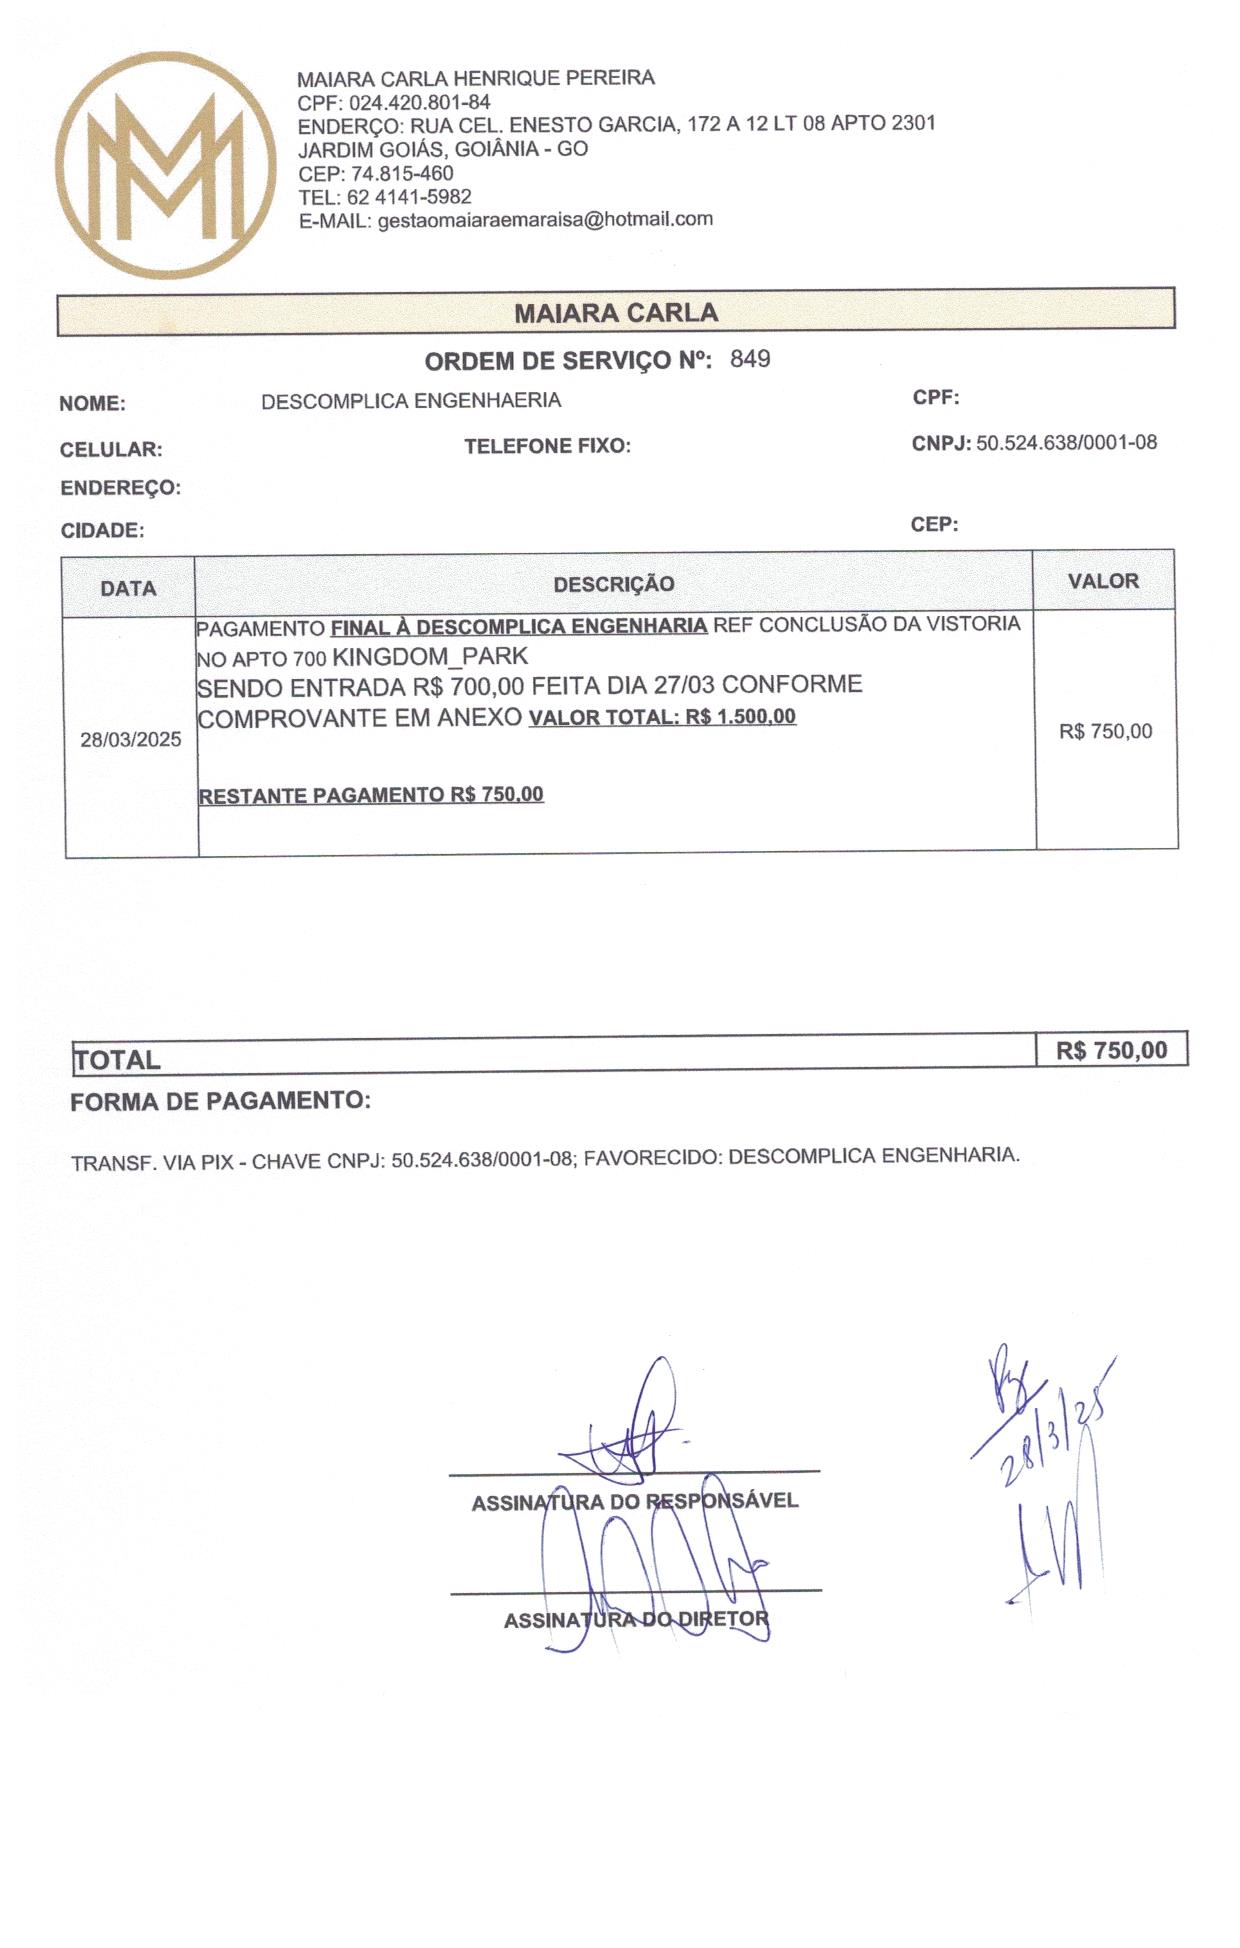 MAIARA CARLA HENRIQUE PEREIRA
CPF: 024.420.801-84
ENDERÇO: RUA CEL. ENESTO GARCIA, 172 A 12 LT 08 APTO 2301
JARDIM GOIÁS, GOIÂNIA - GO
CEP: 74.815-460
TEL: 62 4141-5982
E-MAIL: gestaomaiaraemaraisa@hotmail.com
MAIARA CARLA
ORDEM DE SERVIÇO Nº: 849
NOME: DESCOMPLICA ENGENHAERIA CPF:
CELULAR: TELEFONE FIXO: CNPJ: 50.524.638/0001-08
ENDEREÇO:
CIDADE: CEP:
DATA DESCRIÇÃO VALOR
PAGAMENTO FINAL À DESCOMPLICA ENGENHARIA REF CONCLUSÃO DA VISTORIA
NO APTO 700 KINGDOM_PARK
SENDO ENTRADA R$ 700,00 FEITA DIA 27/03 CONFORME
COMPROVANTE EM ANEXO VALOR TOTAL: R$ 1.500,00
28/03/2025 R$ 750,00
RESTANTE PAGAMENTO R$ 750,00
TOTAL R$ 750,00
FORMA DE PAGAMENTO:
TRANSF. VIA PIX - CHAVE CNPJ: 50.524.638/0001-08; FAVORECIDO: DESCOMPLICA ENGENHARIA.
28/3/25
ASSINATURA DO RESPONSÁVEL
ASSINATURA DO DIRETOR